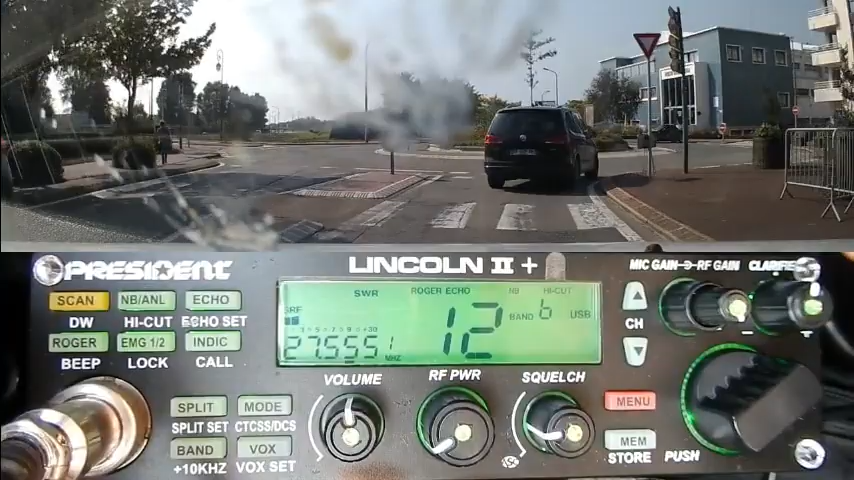 PRESIDENT
LINCOLN II +
MIC GAIN RF GAIN CLARIFIER
SCAN NB/ANL ECHO
DW HI-CUT ECHO SET
ROGER EMG 1/2 INDIC
BEEP LOCK CALL
SWR ROGER ECHO NB HI-CUT
SRF
27.555 MHZ 12 BAND b USB
CH
VOLUME RF PWR SQUELCH
SPLIT MODE
SPLIT SET CTCSS/DCS
BAND VOX
+10KHZ VOX SET
MENU
MEM
STORE PUSH